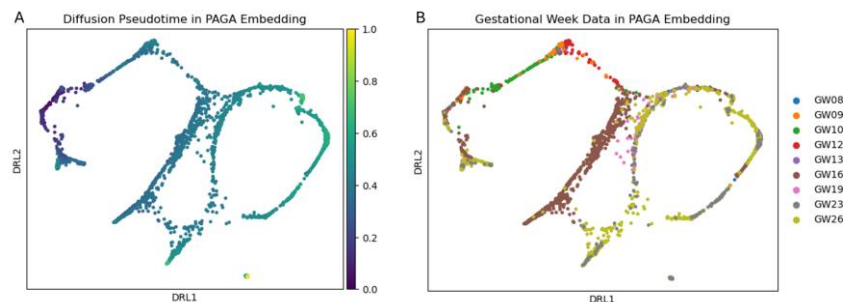 A
Diffusion Pseudotime in PAGA Embedding
DRL2
DRL1
1.0
0.8
0.6
0.4
0.2
0.0
B
Gestational Week Data in PAGA Embedding
DRL2
DRL1
GW08
GW09
GW10
GW12
GW13
GW16
GW19
GW23
GW26